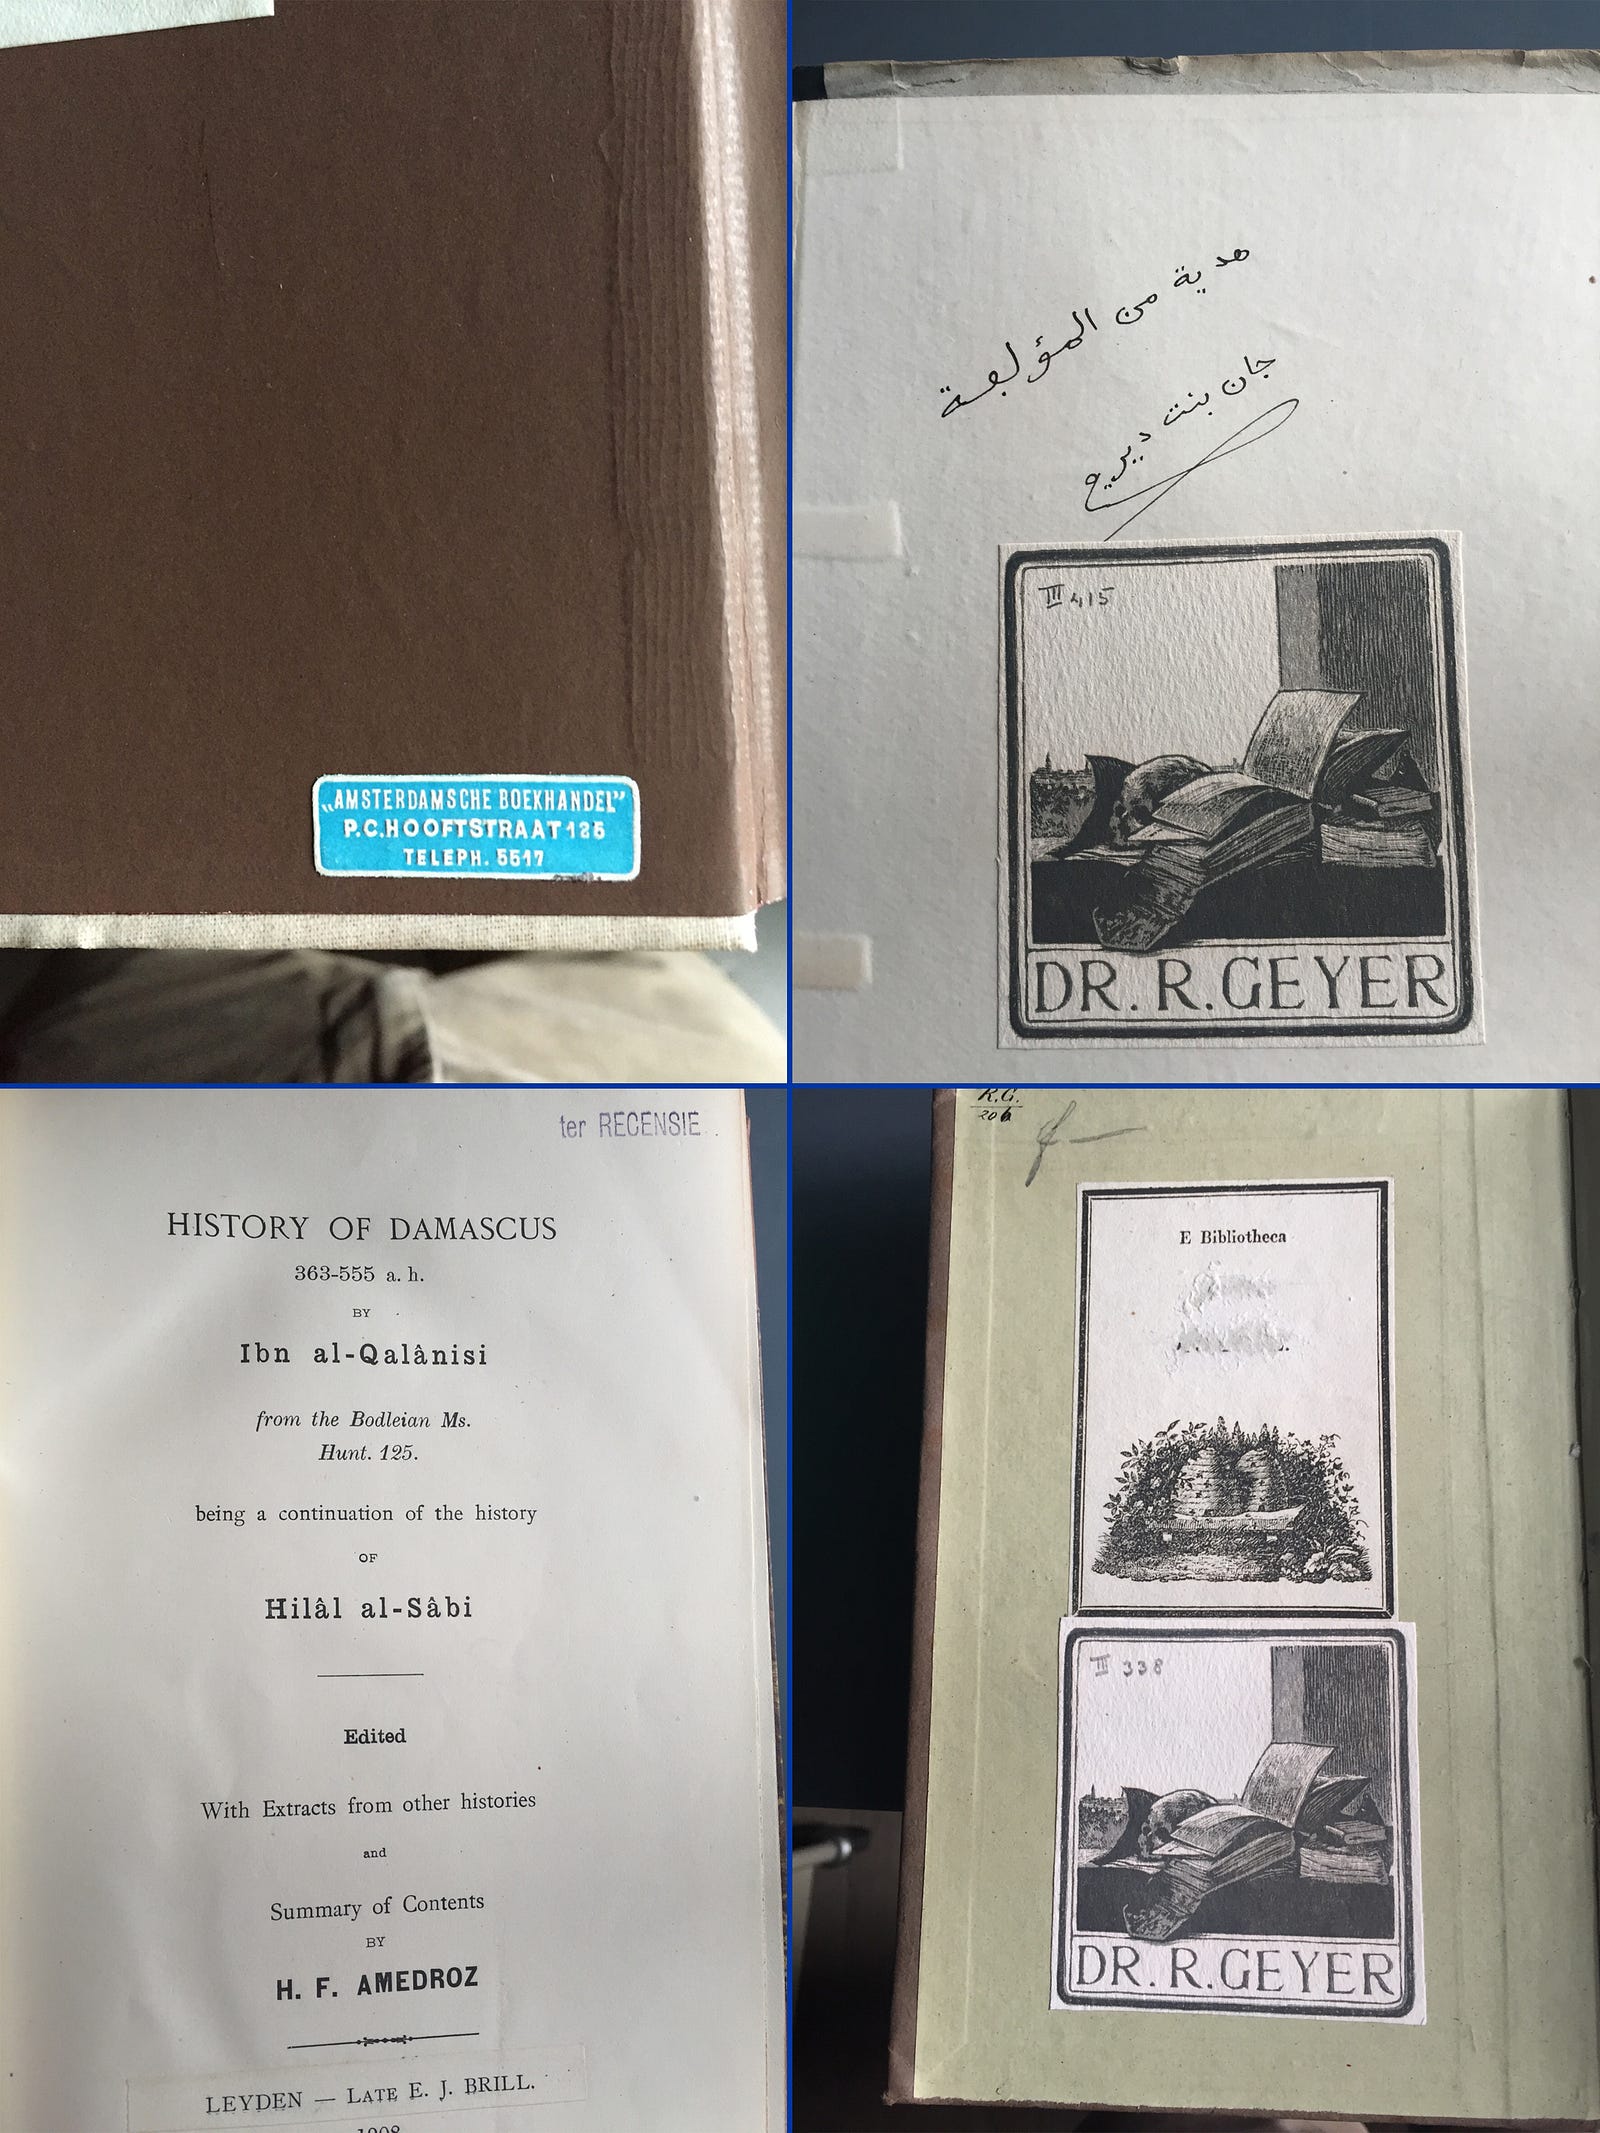 „AMSTERDAMSCHE BOEKHANDEL”
P.C. HOOFTSTRAAT 126
TELEPH. 5517
هدية من المؤلفة
جان بنت
III 415
DR. R. GEYER
ter RECENSIE.
HISTORY OF DAMASCUS
363-555 a. h.
BY
Ibn al-Qalânisi
from the Bodleian Ms.
Hunt. 125.
being a continuation of the history
OF
Hilâl al-Sâbi
Edited
With Extracts from other histories
and
Summary of Contents
BY
H. F. AMEDROZ
LEYDEN — LATE E. J. BRILL.
1908
R.G.
206
E Bibliotheca
III 338
DR. R. GEYER